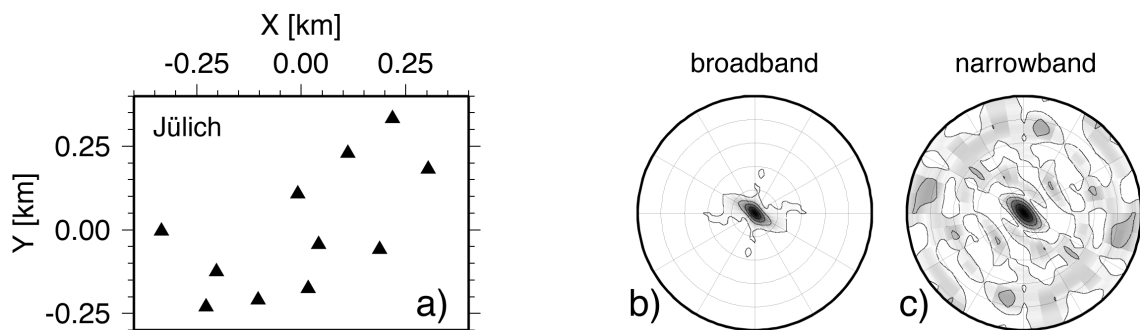 X [km]
-0.25 0.00 0.25
Jülich
0.25
0.00
-0.25
Y [km]
a)
broadband
b)
narrowband
c)